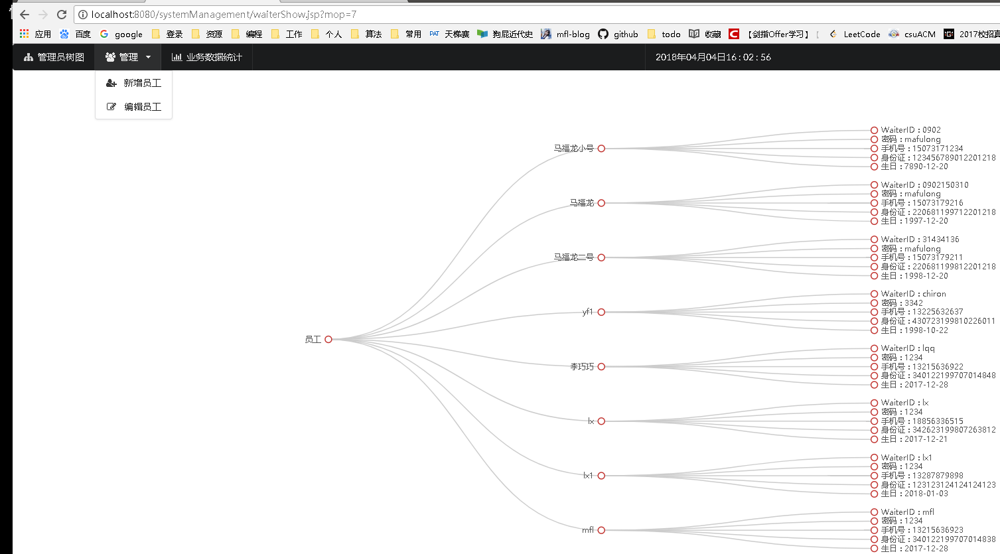 localhost:8080/systemManagement/waiterShow.jsp?mop=7
应用 百度 google 登录 资源 编程 工作 个人 算法 常用 PAT 天梯赛 狗屁近代史 mfl-blog github todo 收藏 【剑指Offer学习】 LeetCode csuACM 2017校招真
管理员树图 管理 业务数据统计 2018年04月04日16:02:56
新增员工
编辑员工
员工
马福龙小号
WaiterID : 0902
密码 : mafulong
手机号 : 15073171234
身份证 : 123456789012201218
生日 : 7890-12-20
马福龙
WaiterID : 0902150310
密码 : mafulong
手机号 : 15073179216
身份证 : 220681199712201218
生日 : 1997-12-20
马福龙二号
WaiterID : 31434136
密码 : mafulong
手机号 : 15073179211
身份证 : 220681199812201218
生日 : 1998-12-20
yf1
WaiterID : chiron
密码 : 3342
手机号 : 13225632637
身份证 : 430723199810226011
生日 : 1998-10-22
李巧巧
WaiterID : lqq
密码 : 1234
手机号 : 13215636922
身份证 : 340122199707014848
生日 : 2017-12-28
lx
WaiterID : lx
密码 : 1234
手机号 : 18856336515
身份证 : 342623199807263812
生日 : 2017-12-21
lx1
WaiterID : lx1
密码 : 1234
手机号 : 13287879898
身份证 : 123123124124124123
生日 : 2018-01-03
mfl
WaiterID : mfl
密码 : 1234
手机号 : 13215636923
身份证 : 340122199707014838
生日 : 2017-12-28